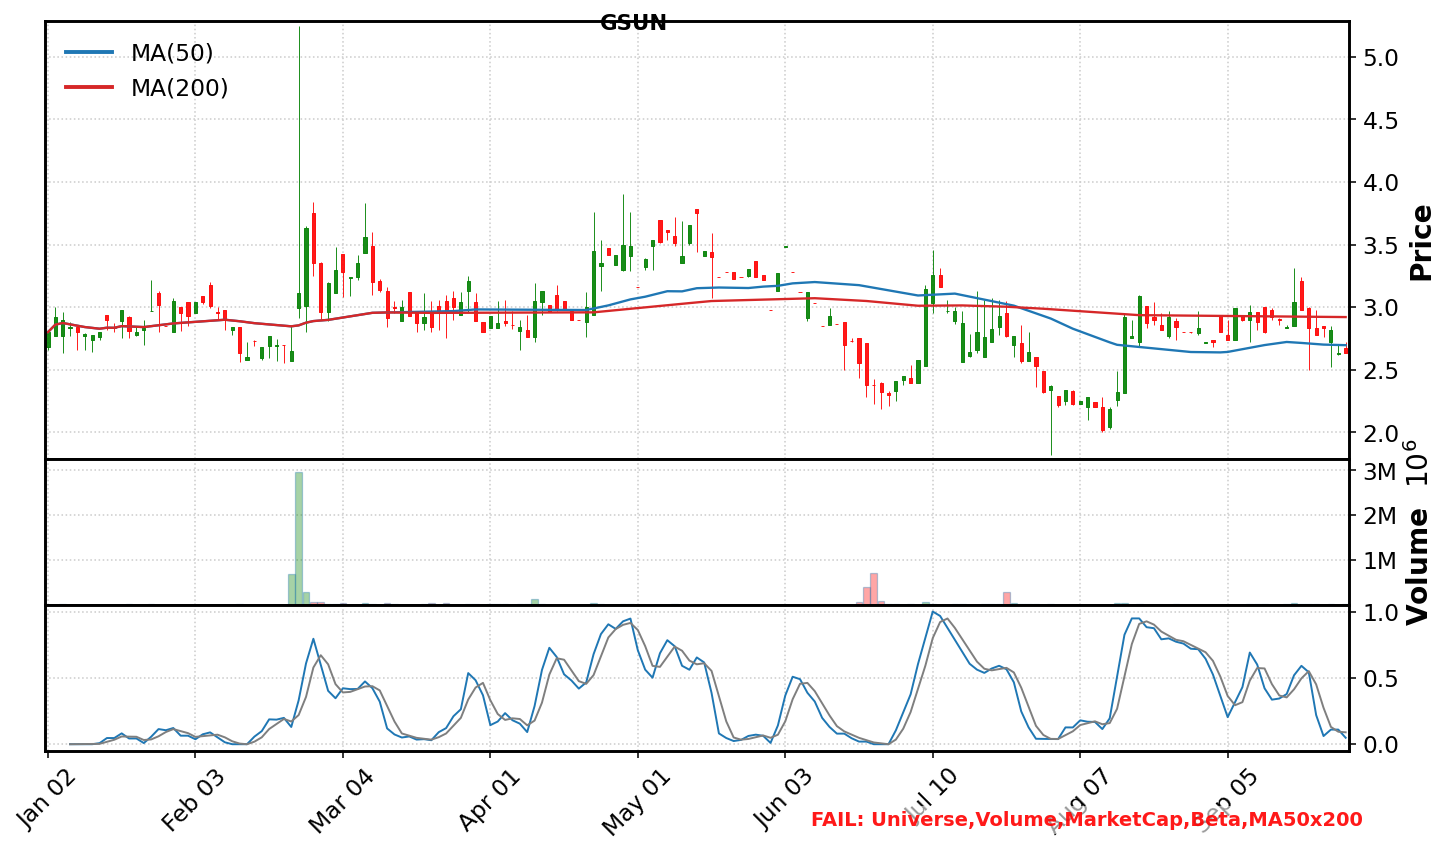 GSUN
MA(50)
MA(200)
5.0
4.5
4.0
3.5
3.0
2.5
2.0
Price
3M
2M
1M
Volume 10^6
1.0
0.5
0.0
Jan 02
Feb 03
Mar 04
Apr 01
May 01
Jun 03
Jul 10
Aug 07
Sep 05
FAIL: Universe,Volume,MarketCap,Beta,MA50x200